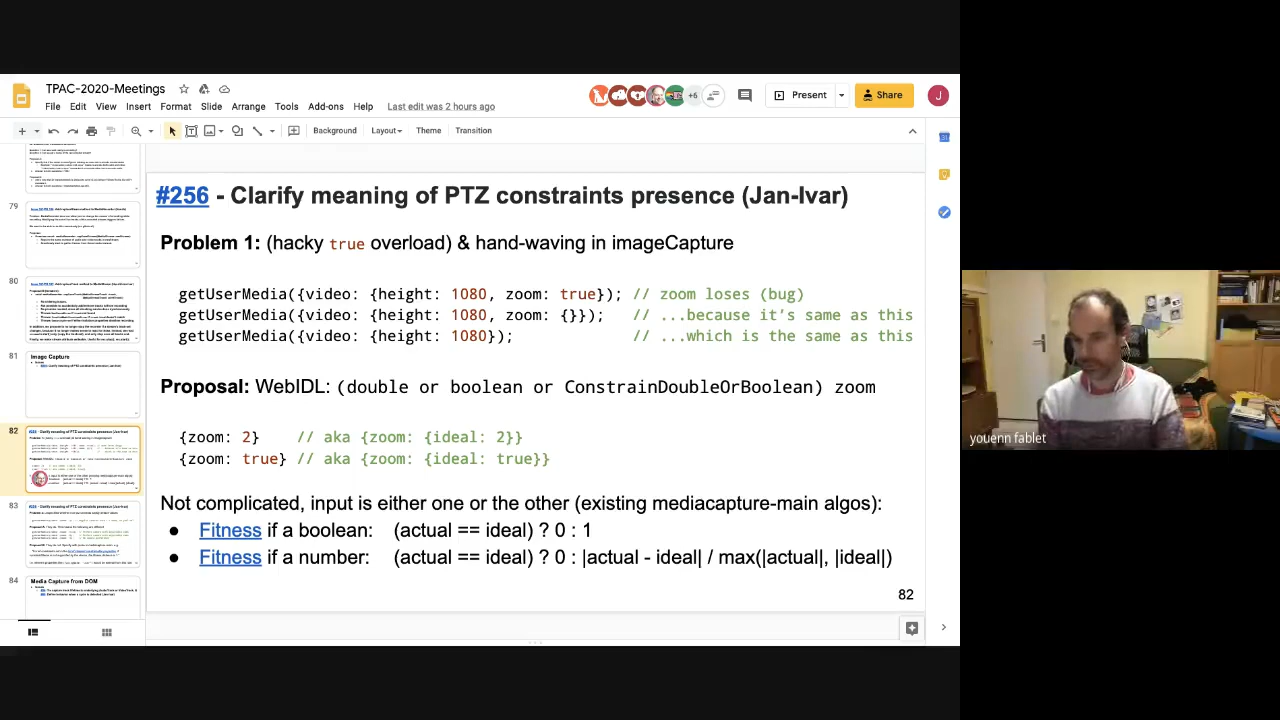 TPAC-2020-Meetings
File Edit View Insert Format Slide Arrange Tools Add-ons Help Last edit was 2 hours ago
+6
Present
Share
J
Background Layout Theme Transition
#256 - Clarify meaning of PTZ constraints presence (Jan-Ivar)
Problem 1: (hacky true overload) & hand-waving in imageCapture
getUserMedia({video: {height: 1080, zoom: true}); // zoom loses (bug)
getUserMedia({video: {height: 1080, zoom: {}}); // ...because it's same as this
getUserMedia({video: {height: 1080}); // ...which is the same as this
Proposal: WebIDL: (double or boolean or ConstrainDoubleOrBoolean) zoom
{zoom: 2} // aka {zoom: {ideal: 2}}
{zoom: true} // aka {zoom: {ideal: true}}
Not complicated, input is either one or the other (existing mediacapture-main algos):
● Fitness if a boolean: (actual == ideal) ? 0 : 1
● Fitness if a number: (actual == ideal) ? 0 : |actual - ideal| / max(|actual|, |ideal|)
82
79
80
81
Image Capture
82
83
84
Media Capture from DOM
youenn fablet